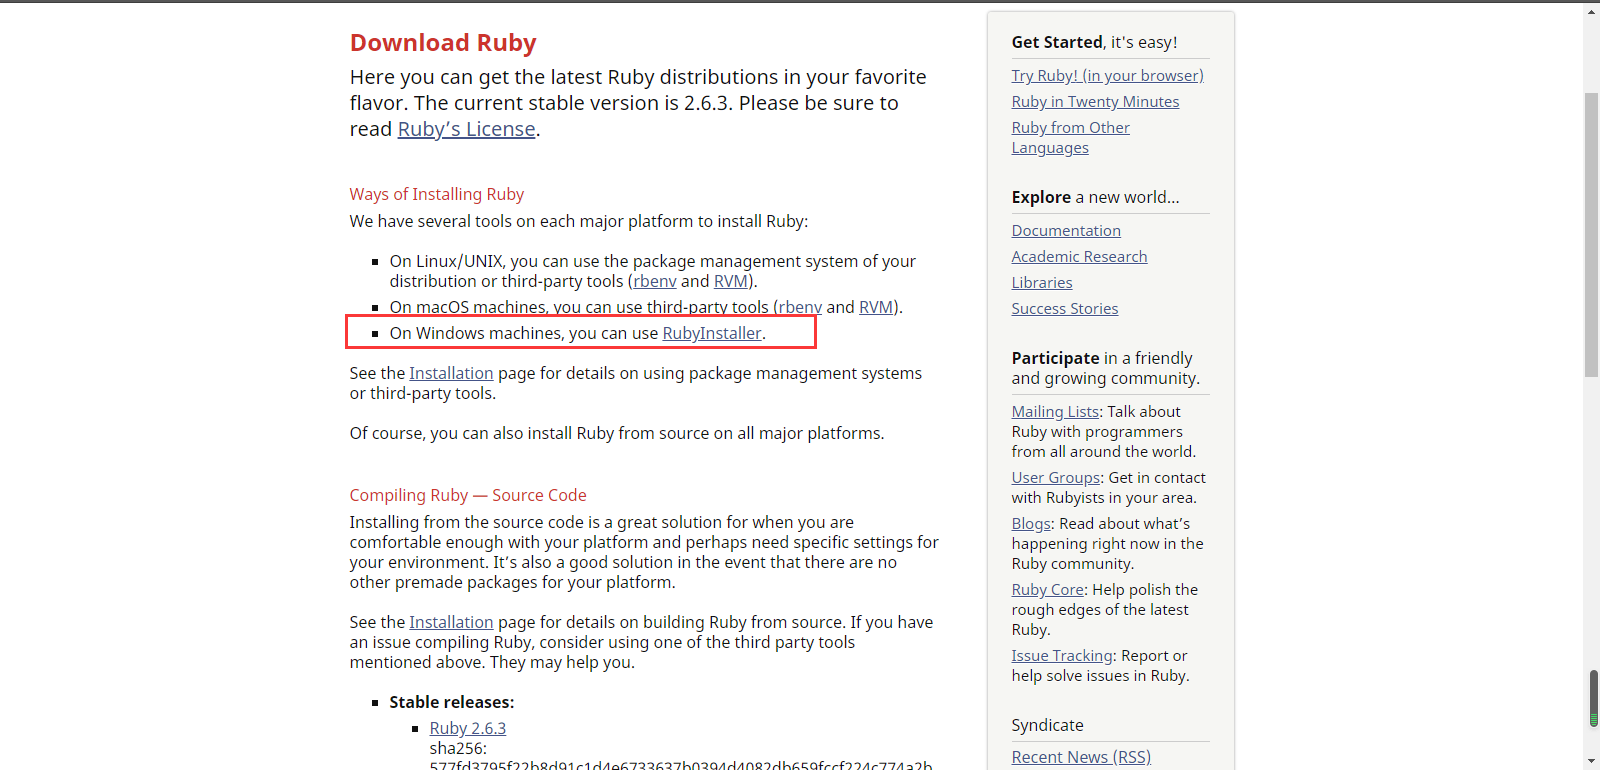 Download Ruby
Here you can get the latest Ruby distributions in your favorite
flavor. The current stable version is 2.6.3. Please be sure to
read Ruby’s License.
Ways of Installing Ruby
We have several tools on each major platform to install Ruby:
On Linux/UNIX, you can use the package management system of your
distribution or third-party tools (rbenv and RVM).
On macOS machines, you can use third-party tools (rbenv and RVM).
On Windows machines, you can use RubyInstaller.
See the Installation page for details on using package management systems
or third-party tools.
Of course, you can also install Ruby from source on all major platforms.
Compiling Ruby — Source Code
Installing from the source code is a great solution for when you are
comfortable enough with your platform and perhaps need specific settings for
your environment. It’s also a good solution in the event that there are no
other premade packages for your platform.
See the Installation page for details on building Ruby from source. If you have
an issue compiling Ruby, consider using one of the third party tools
mentioned above. They may help you.
Stable releases:
Ruby 2.6.3
sha256:
577fd3795f22b8d91c1d4e6733637b0394d4082db659fccf224c774a2b
Get Started, it's easy!
Try Ruby! (in your browser)
Ruby in Twenty Minutes
Ruby from Other
Languages
Explore a new world...
Documentation
Academic Research
Libraries
Success Stories
Participate in a friendly
and growing community.
Mailing Lists: Talk about
Ruby with programmers
from all around the world.
User Groups: Get in contact
with Rubyists in your area.
Blogs: Read about what’s
happening right now in the
Ruby community.
Ruby Core: Help polish the
rough edges of the latest
Ruby.
Issue Tracking: Report or
help solve issues in Ruby.
Syndicate
Recent News (RSS)